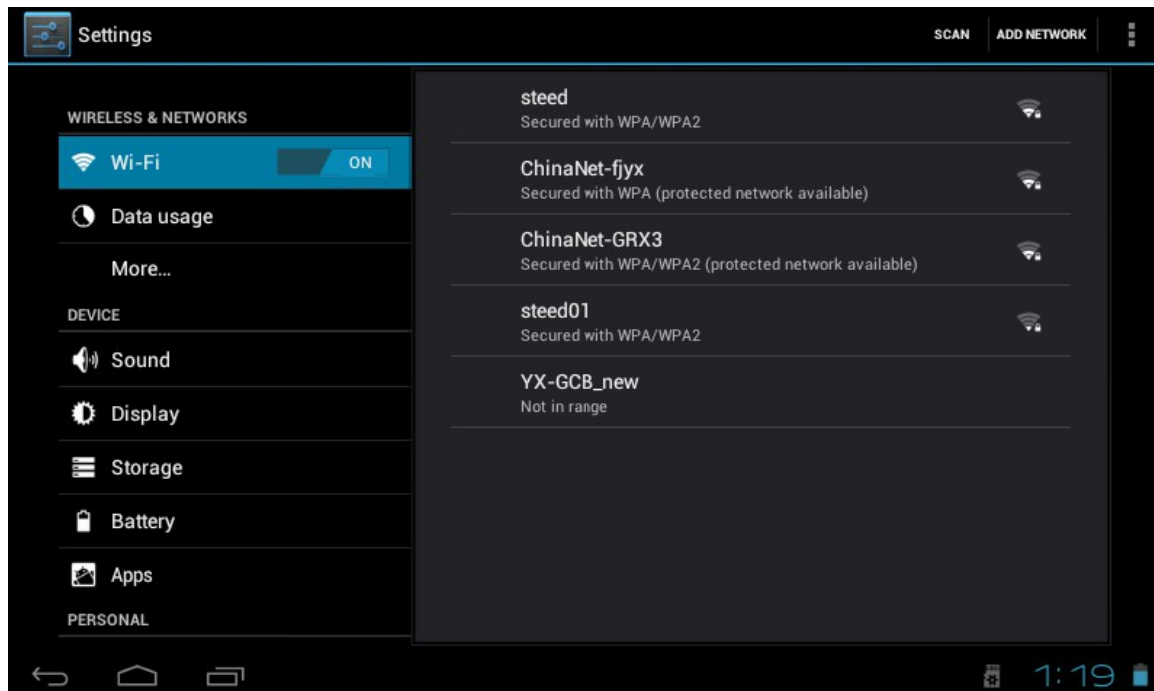 Settings
SCAN
ADD NETWORK
WIRELESS & NETWORKS
Wi-Fi
ON
Data usage
More...
DEVICE
Sound
Display
Storage
Battery
Apps
PERSONAL
steed
Secured with WPA/WPA2
ChinaNet-fjyx
Secured with WPA (protected network available)
ChinaNet-GRX3
Secured with WPA/WPA2 (protected network available)
steed01
Secured with WPA/WPA2
YX-GCB_new
Not in range
1:19